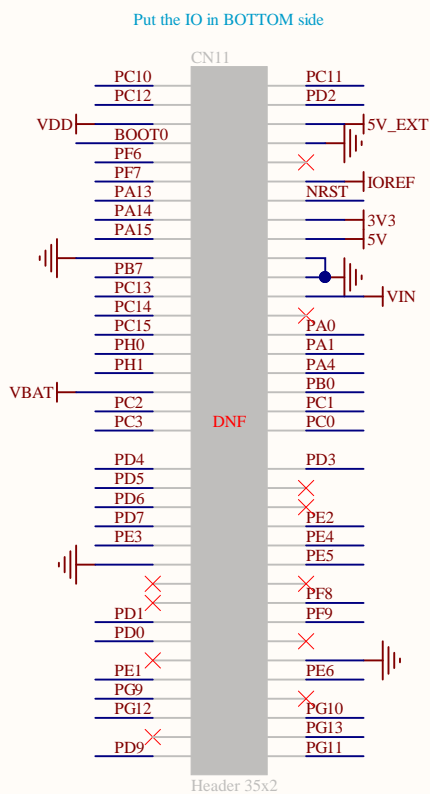 Put the IO in BOTTOM side
CN11
PC10 PC11
PC12 PD2
VDD 5V_EXT
BOOT0
PF6
PF7 IOREF
PA13 NRST
PA14 3V3
PA15 5V
PB7
PC13 VIN
PC14
PC15 PA0
PH0 PA1
PH1 PA4
VBAT PB0
PC2 PC1
PC3 DNF PC0
PD4 PD3
PD5
PD6
PD7 PE2
PE3 PE4
PE5
PF8
PD1 PF9
PD0
PE1 PE6
PG9
PG12 PG10
PG13
PD9 PG11
Header 35x2